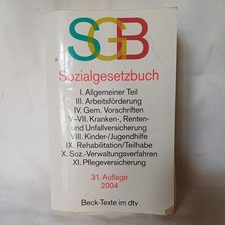 SGB
Sozialgesetzbuch
I. Allgemeiner Teil
III. Arbeitsförderung
IV. Gem. Vorschriften
V–VII. Kranken-, Renten-
und Unfallversicherung
VIII. Kinder-/Jugendhilfe
IX. Rehabilitation/Teilhabe
X. Soz.-Verwaltungsverfahren
XI. Pflegeversicherung
31. Auflage
2004
Beck-Texte im dtv